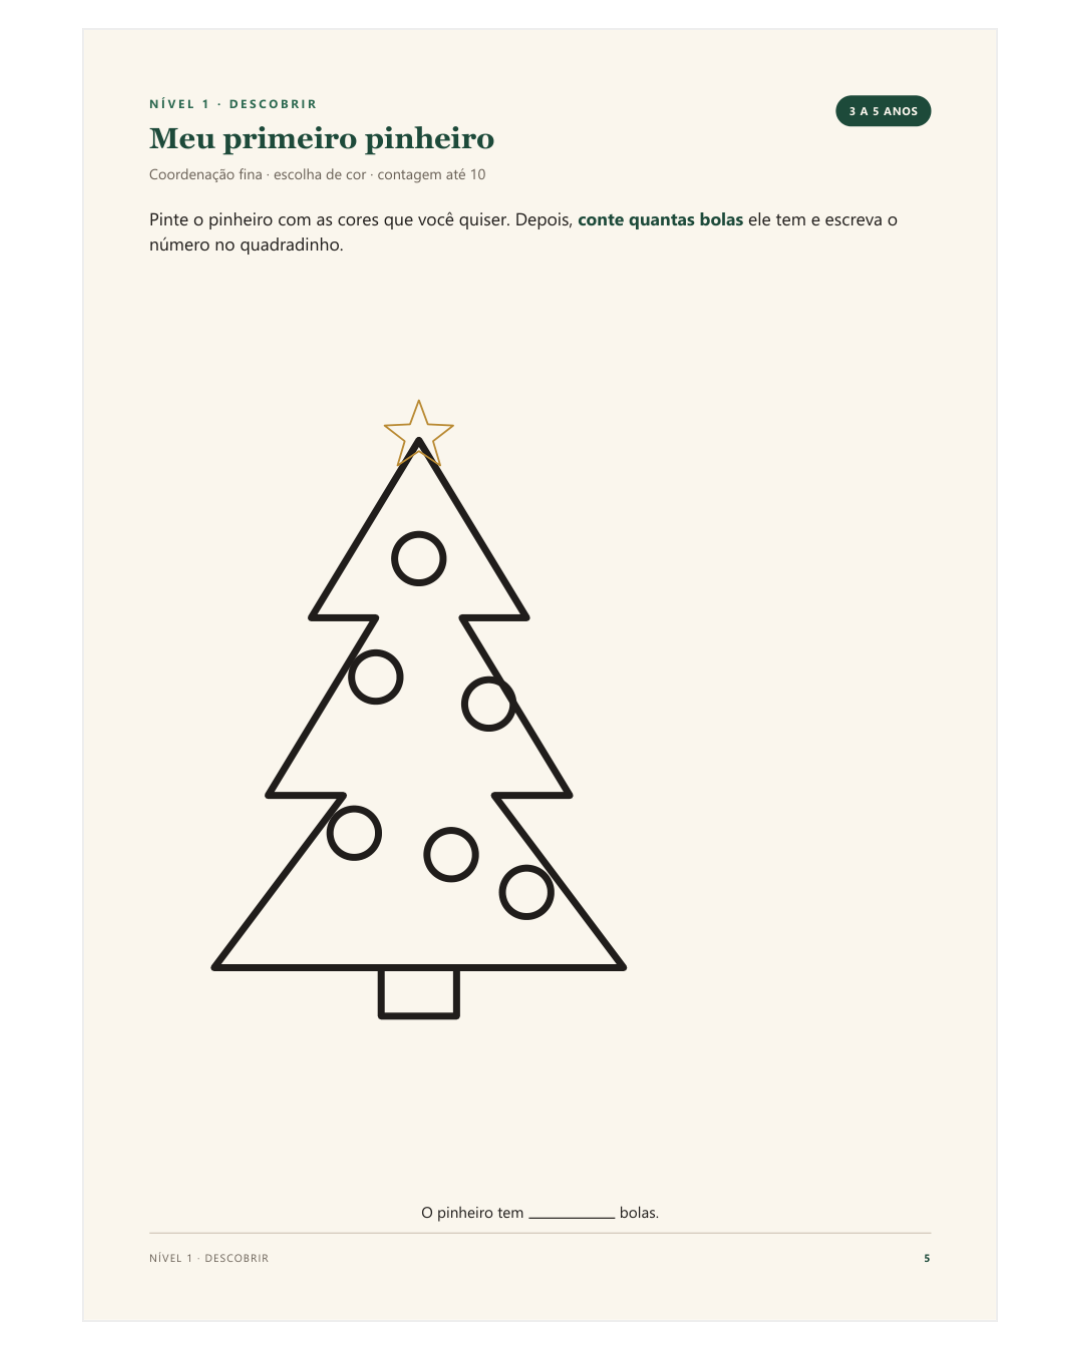 NÍVEL 1 · DESCOBRIR
3 A 5 ANOS
Meu primeiro pinheiro
Coordenação fina · escolha de cor · contagem até 10
Pinte o pinheiro com as cores que você quiser. Depois, conte quantas bolas ele tem e escreva o
número no quadradinho.
O pinheiro tem __________ bolas.
NÍVEL 1 · DESCOBRIR
5